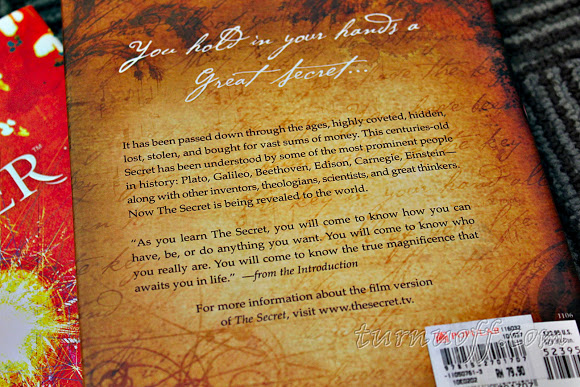 You hold in your hands a
Great Secret...
It has been passed down through the ages, highly coveted, hidden,
lost, stolen, and bought for vast sums of money. This centuries-old
Secret has been understood by some of the most prominent people
in history: Plato, Galileo, Beethoven, Edison, Carnegie, Einstein—
along with other inventors, theologians, scientists, and great thinkers.
Now The Secret is being revealed to the world.
“As you learn The Secret, you will come to know how you can
have, be, or do anything you want. You will come to know who
you really are. You will come to know the true magnificence that
awaits you in life.” —from the Introduction
For more information about the film version
of The Secret, visit www.thesecret.tv.
ER™
1106
RM 79.90
52395